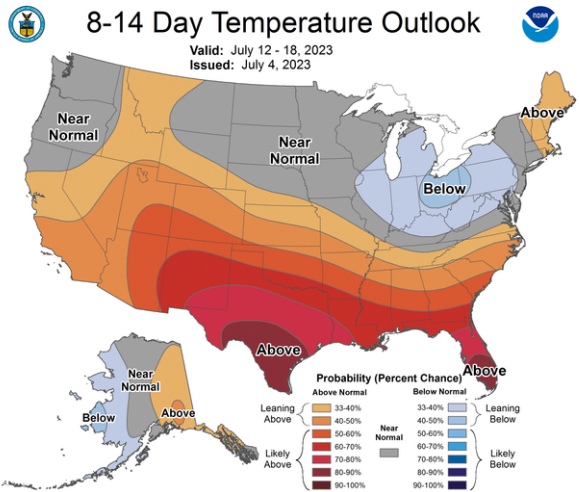 8-14 Day Temperature Outlook
Valid: July 12 - 18, 2023
Issued: July 4, 2023
NOAA
Near
Normal
Near
Normal
Above
Below
Above
Above
Near
Normal
Below
Above
Probability (Percent Chance)
Above Normal
Below Normal
Leaning
Above
Likely
Above
33-40%
40-50%
50-60%
60-70%
70-80%
80-90%
90-100%
Near
Normal
33-40%
40-50%
50-60%
60-70%
70-80%
80-90%
90-100%
Leaning
Below
Likely
Below